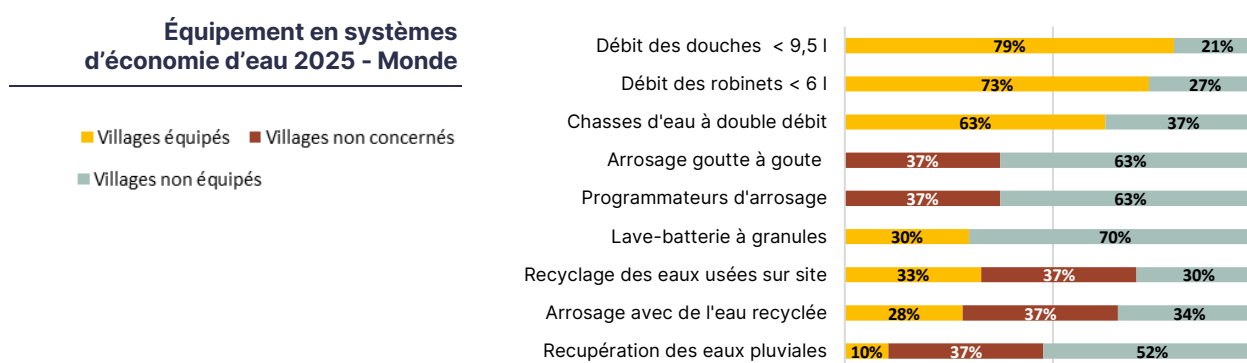 Équipement en systèmes
d’économie d’eau 2025 - Monde
Villages équipés Villages non concernés
Villages non équipés
Débit des douches < 9,5 l 79% 21%
Débit des robinets < 6 l 73% 27%
Chasses d'eau à double débit 63% 37%
Arrosage goutte à goute 37% 63%
Programmateurs d'arrosage 37% 63%
Lave-batterie à granules 30% 70%
Recyclage des eaux usées sur site 33% 37% 30%
Arrosage avec de l'eau recyclée 28% 37% 34%
Recupération des eaux pluviales 10% 37% 52%